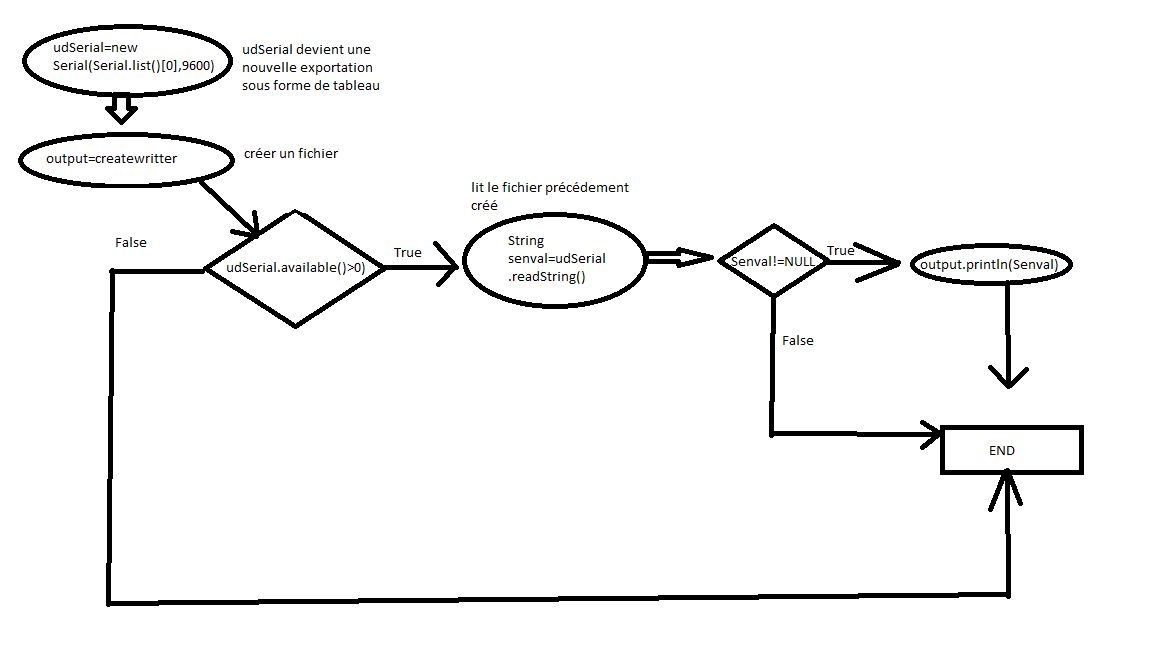 udSerial=new
Serial(Serial.list()[0],9600)
udSerial devient une
nouvelle exportation
sous forme de tableau
output=createwritter
créer un fichier
False
udSerial.available()>0)
True
lit le fichier précédement
créé
String
senval=udSerial
.readString()
Senval!=NULL
True
False
output.println(Senval)
END